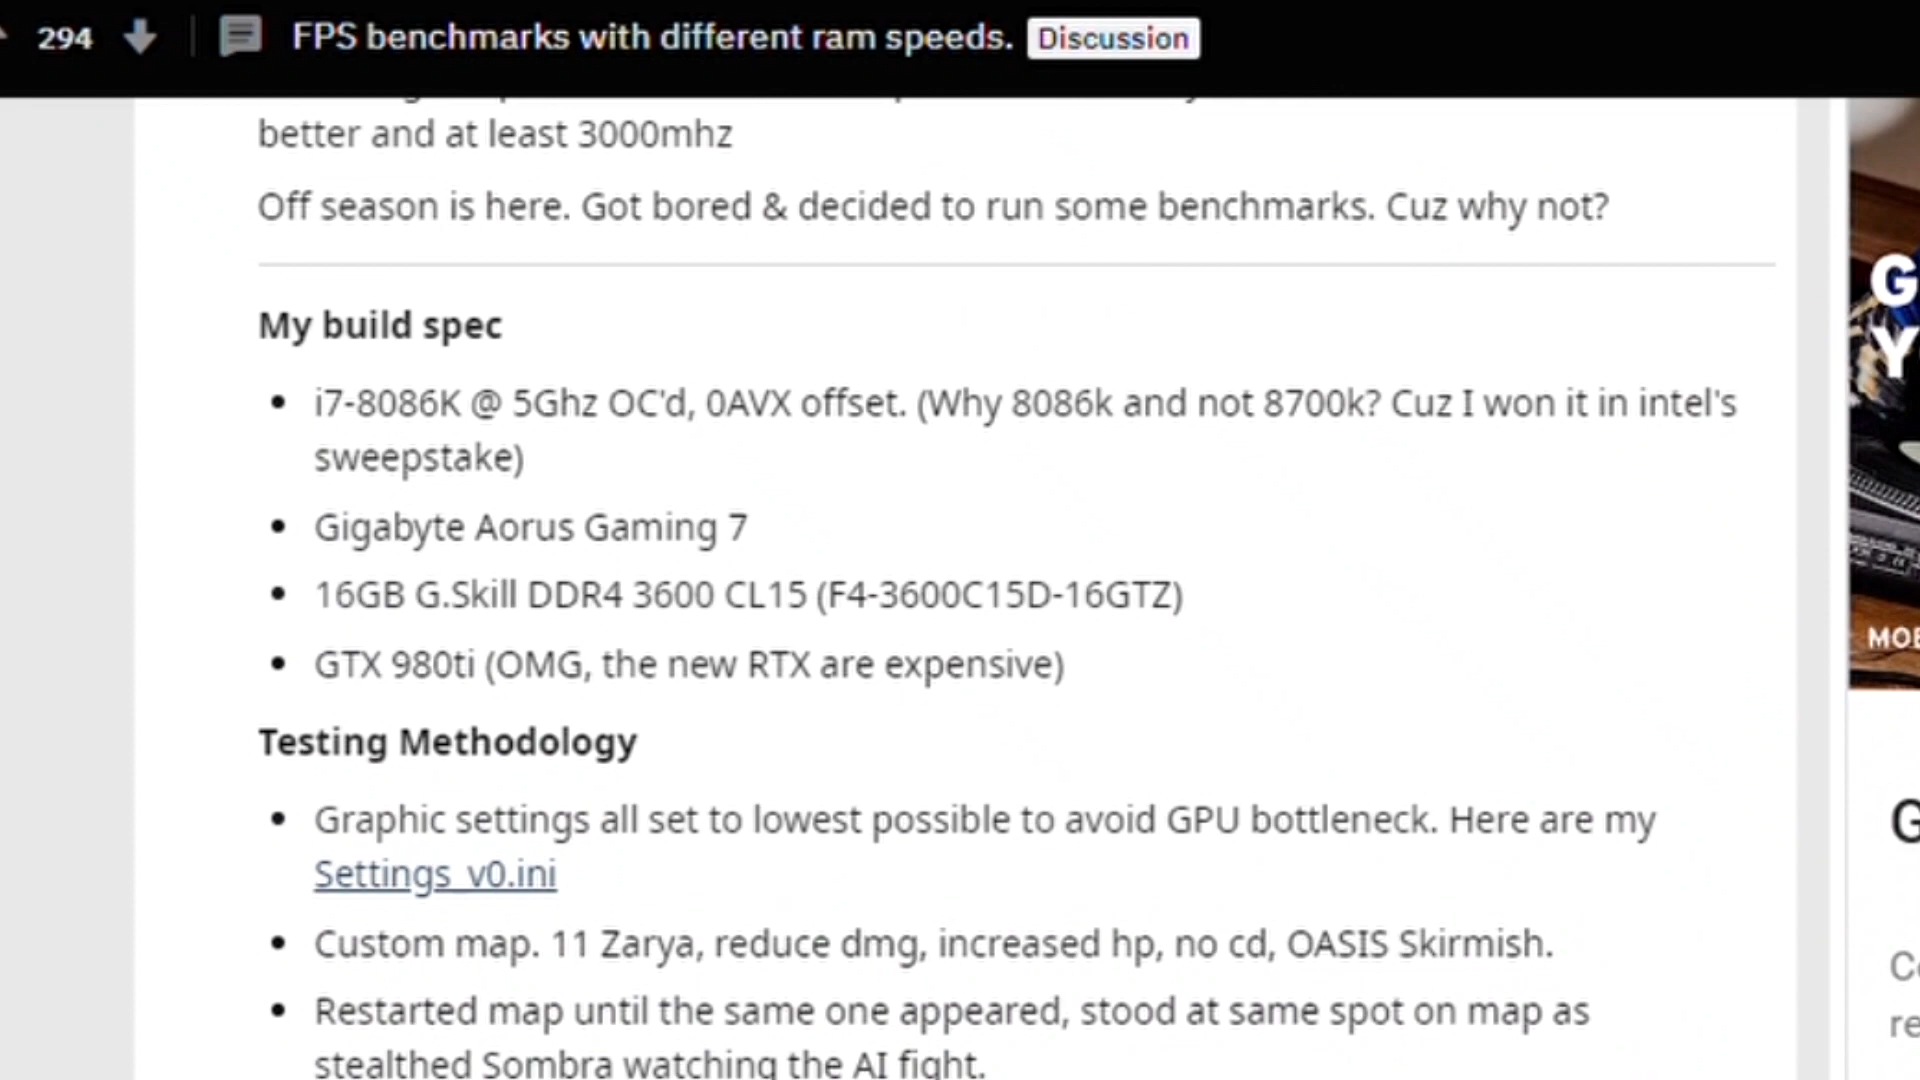 294 FPS benchmarks with different ram speeds. Discussion
better and at least 3000mhz
Off season is here. Got bored & decided to run some benchmarks. Cuz why not?
My build spec
i7-8086K @ 5Ghz OC'd, 0AVX offset. (Why 8086k and not 8700k? Cuz I won it in intel's
sweepstake)
Gigabyte Aorus Gaming 7
16GB G.Skill DDR4 3600 CL15 (F4-3600C15D-16GTZ)
GTX 980ti (OMG, the new RTX are expensive)
Testing Methodology
Graphic settings all set to lowest possible to avoid GPU bottleneck. Here are my
Settings_v0.ini
Custom map. 11 Zarya, reduce dmg, increased hp, no cd, OASIS Skirmish.
Restarted map until the same one appeared, stood at same spot on map as
stealthed Sombra watching the AI fight.
G
Y